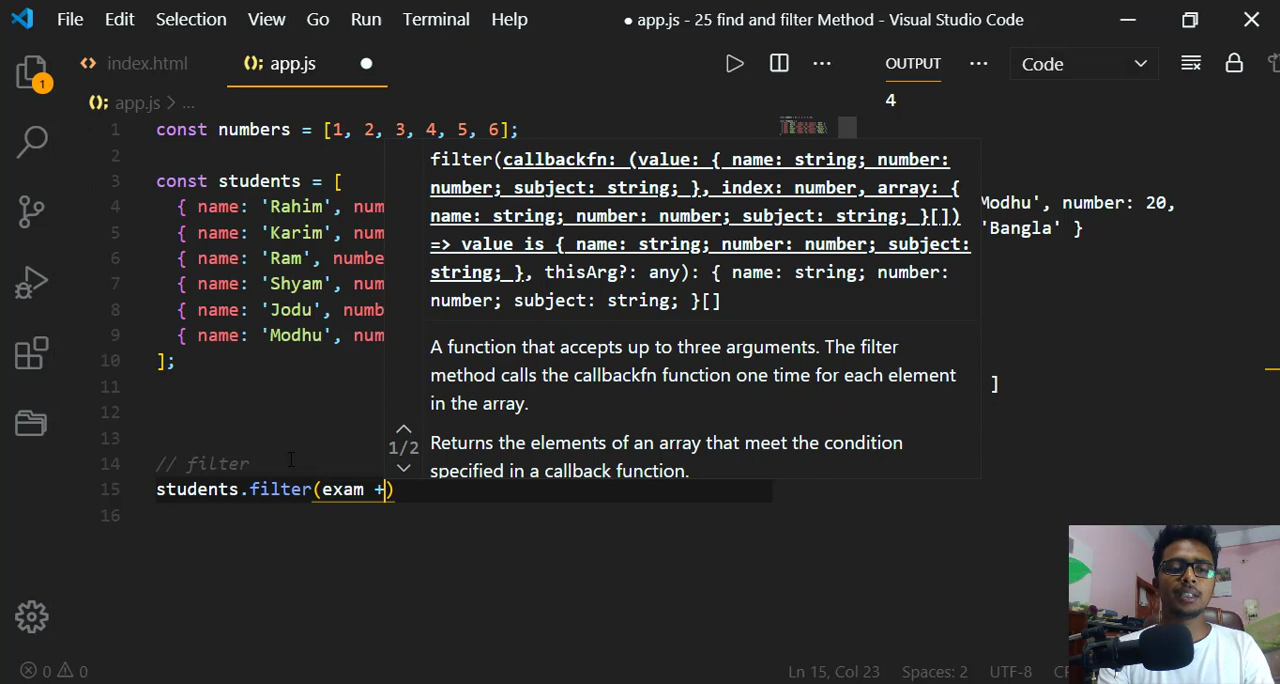 File Edit Selection View Go Run Terminal Help ● app.js - 25 find and filter Method - Visual Studio Code
index.html
app.js
OUTPUT
Code
1
app.js > ...
4
1 const numbers = [1, 2, 3, 4, 5, 6];
2
3 const students = [
4 { name: 'Rahim', num
5 { name: 'Karim', num
6 { name: 'Ram', numbe
7 { name: 'Shyam', num
8 { name: 'Jodu', numb
9 { name: 'Modhu', num
10 ];
11
12
13
14 // filter
15 students.filter(exam +)
16
filter(callbackfn: (value: { name: string; number:
number; subject: string; }, index: number, array: {
name: string; number: number; subject: string; }[])
=> value is { name: string; number: number; subject:
string; }, thisArg?: any): { name: string; number:
number; subject: string; }[]
A function that accepts up to three arguments. The filter
method calls the callbackfn function one time for each element
in the array.
1/2
Returns the elements of an array that meet the condition
specified in a callback function.
Modhu', number: 20,
'Bangla' }
]
0 0
Ln 15, Col 23 Spaces: 2 UTF-8